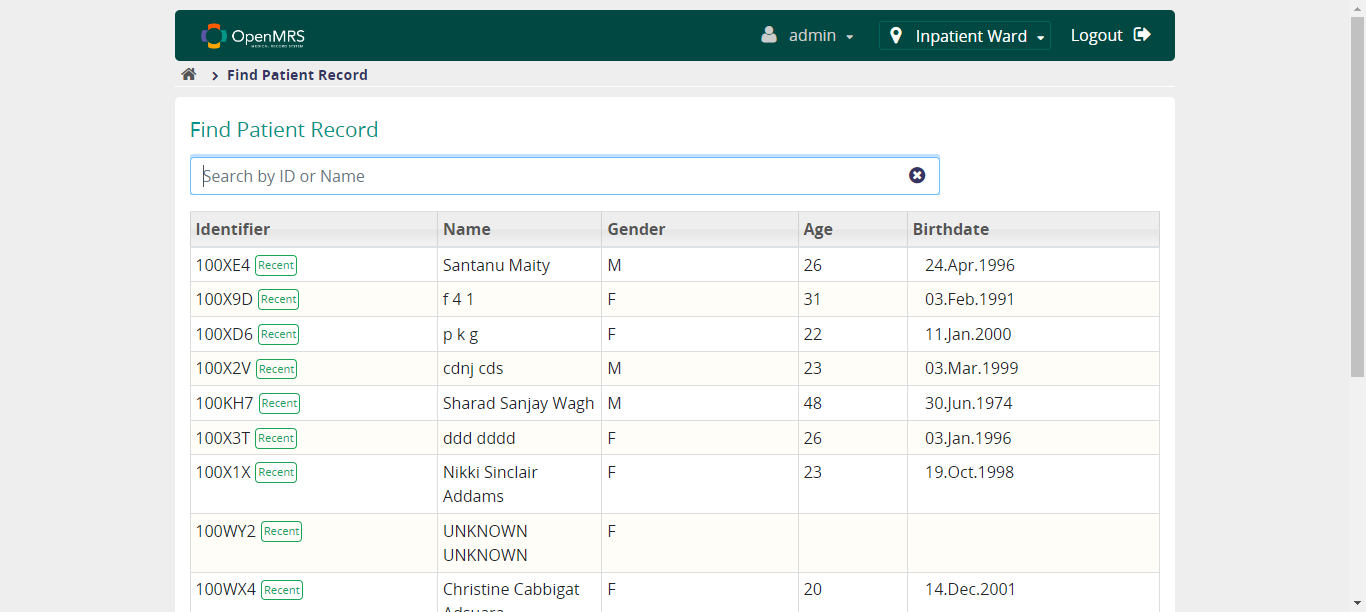 OpenMRS
MEDICAL RECORD SYSTEM
admin
Inpatient Ward
Logout
Find Patient Record
Find Patient Record
Search by ID or Name
Identifier Name Gender Age Birthdate
100XE4 Recent Santanu Maity M 26 24.Apr.1996
100X9D Recent f 4 1 F 31 03.Feb.1991
100XD6 Recent p k g F 22 11.Jan.2000
100X2V Recent cdnj cds M 23 03.Mar.1999
100KH7 Recent Sharad Sanjay Wagh M 48 30.Jun.1974
100X3T Recent ddd dddd F 26 03.Jan.1996
100X1X Recent Nikki Sinclair F 23 19.Oct.1998
Addams
100WY2 Recent UNKNOWN F
UNKNOWN
100WX4 Recent Christine Cabbigat F 20 14.Dec.2001